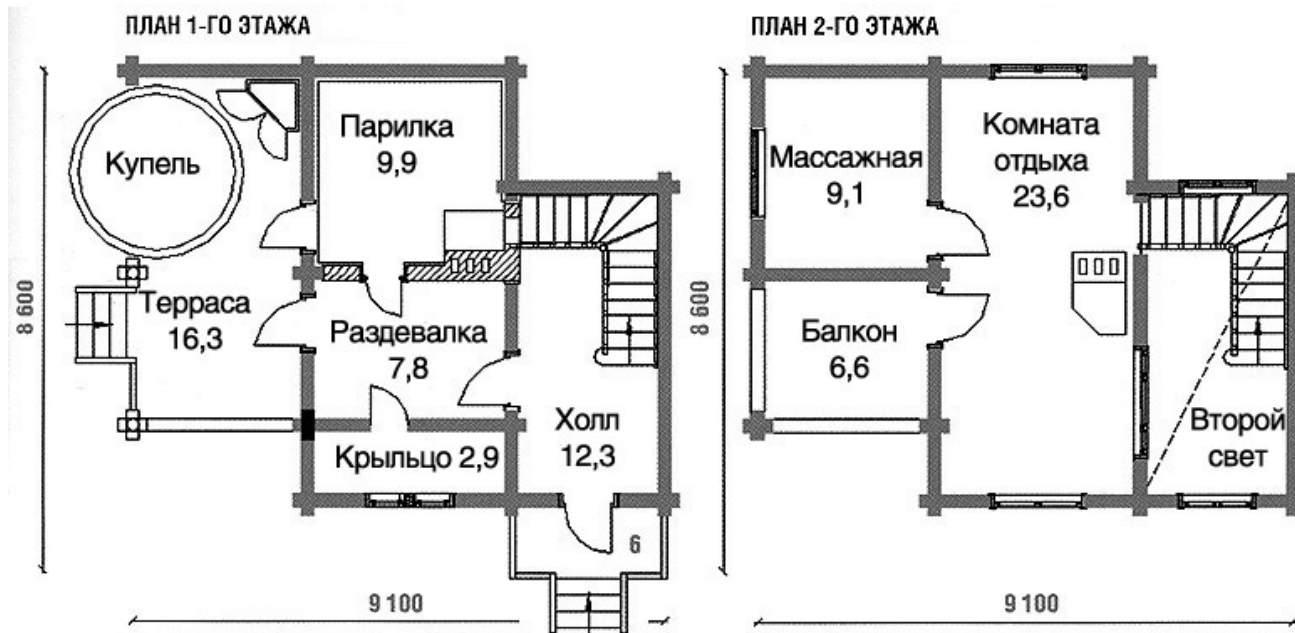 ПЛАН 1-ГО ЭТАЖА
Купель
Парилка
9,9
Терраса
16,3
Раздевалка
7,8
Холл
12,3
Крыльцо 2,9
6
8 600
9 100
ПЛАН 2-ГО ЭТАЖА
Массажная
9,1
Комната
отдыха
23,6
Балкон
6,6
Второй
свет
8 600
9 100